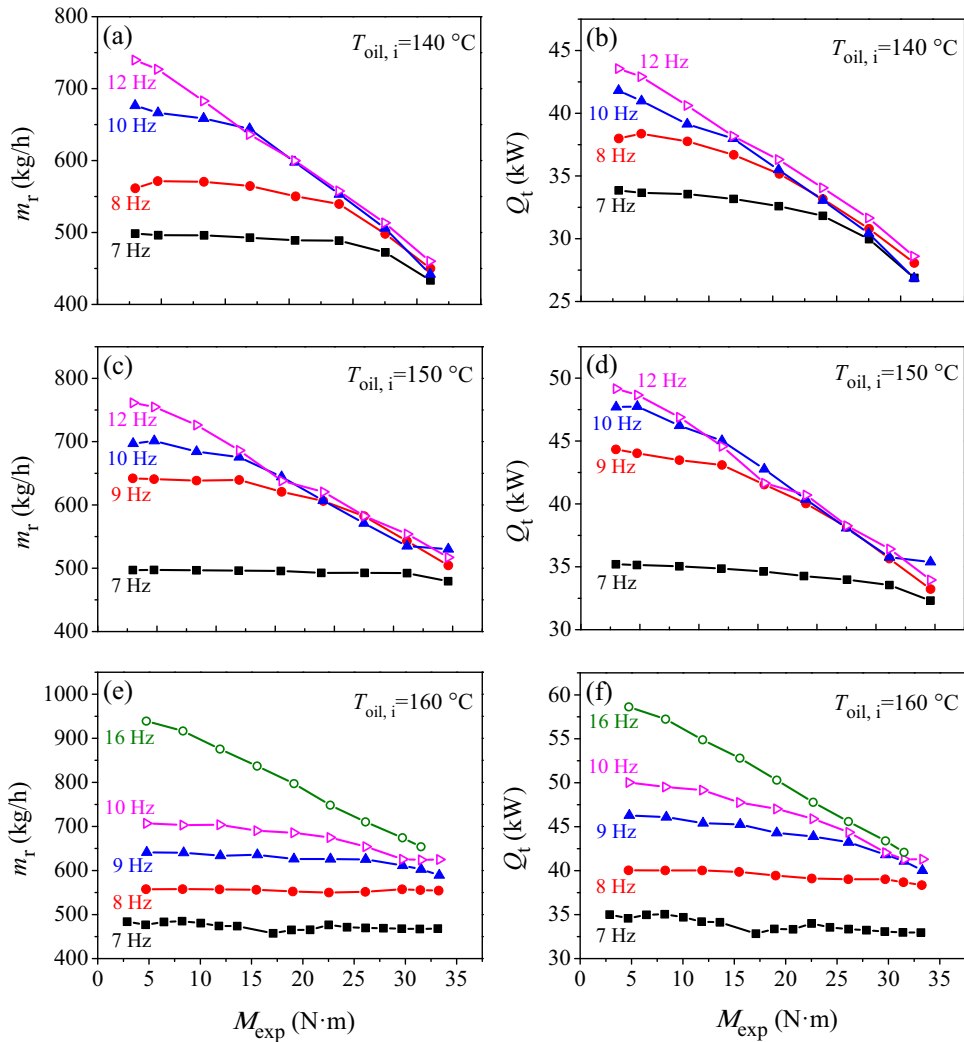 (a)
T_oil, i=140 °C
800
700
600
500
400
m_r (kg/h)
12 Hz
10 Hz
8 Hz
7 Hz
(b)
T_oil, i=140 °C
45
40
35
30
25
Q_t (kW)
12 Hz
10 Hz
8 Hz
7 Hz
(c)
T_oil, i=150 °C
800
700
600
500
400
m_r (kg/h)
12 Hz
10 Hz
9 Hz
7 Hz
(d)
T_oil, i=150 °C
50
45
40
35
30
Q_t (kW)
12 Hz
10 Hz
9 Hz
7 Hz
(e)
T_oil, i=160 °C
1000
900
800
700
600
500
400
m_r (kg/h)
16 Hz
10 Hz
9 Hz
8 Hz
7 Hz
0 5 10 15 20 25 30 35
M_exp (N·m)
(f)
T_oil, i=160 °C
60
55
50
45
40
35
30
Q_t (kW)
16 Hz
10 Hz
9 Hz
8 Hz
7 Hz
0 5 10 15 20 25 30 35
M_exp (N·m)